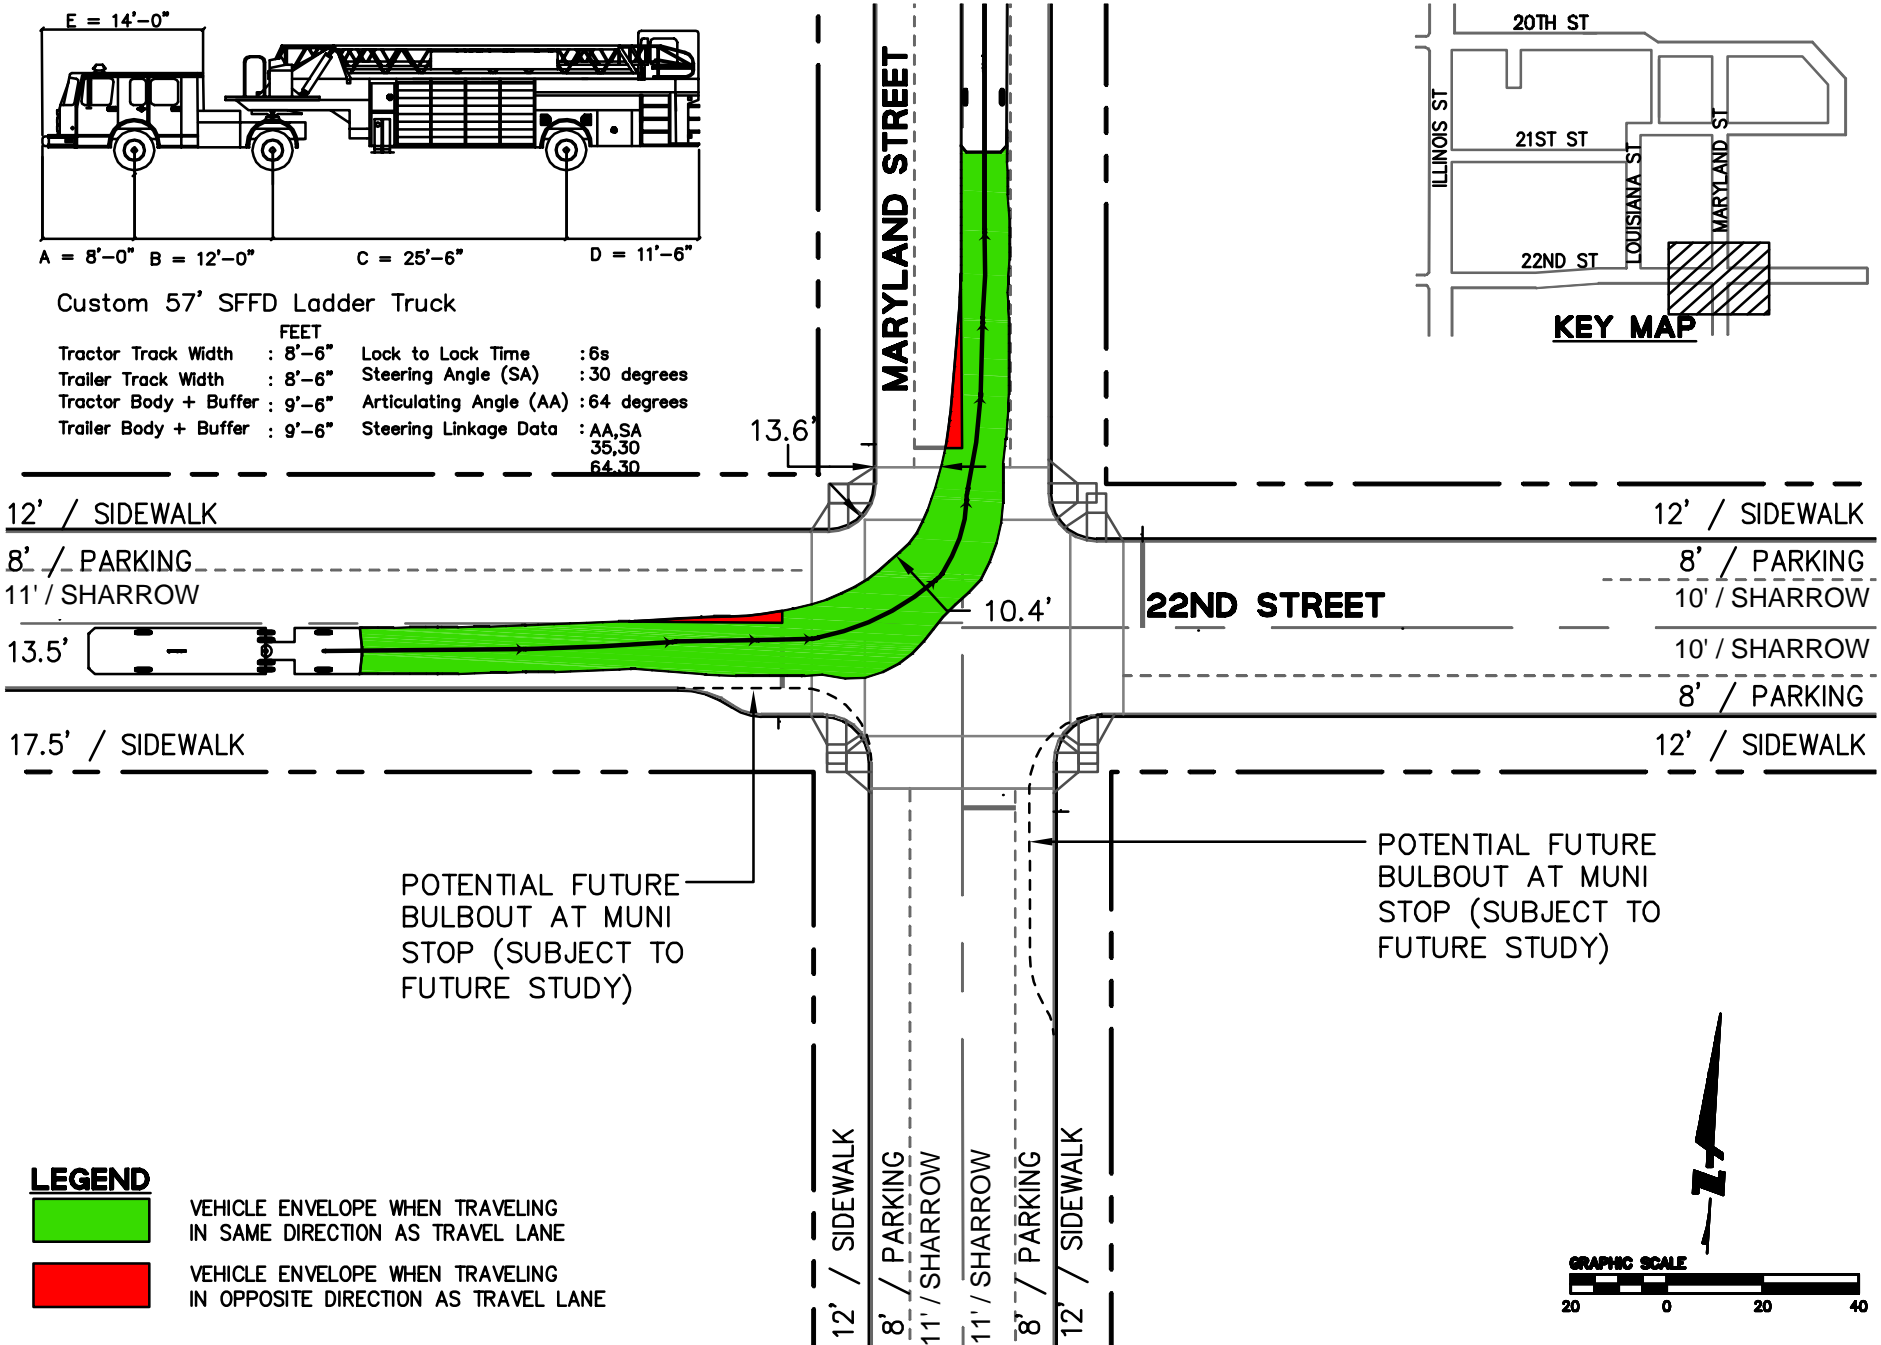 E = 14'-0"
A = 8'-0"
B = 12'-0"
C = 25'-6"
D = 11'-6"
Custom 57' SFFD Ladder Truck
FEET
Tractor Track Width : 8'-6"
Trailer Track Width : 8'-6"
Tractor Body + Buffer : 9'-6"
Trailer Body + Buffer : 9'-6"
Lock to Lock Time : 6s
Steering Angle (SA) : 30 degrees
Articulating Angle (AA) : 64 degrees
Steering Linkage Data : AA,SA
35,30
64,30
MARYLAND STREET
13.6'
20TH ST
ILLINOIS ST
21ST ST
LOUISIANA ST
MARYLAND ST
22ND ST
KEY MAP
12' / SIDEWALK
8' / PARKING
11' / SHARROW
13.5'
17.5' / SIDEWALK
10.4'
22ND STREET
12' / SIDEWALK
8' / PARKING
10' / SHARROW
10' / SHARROW
8' / PARKING
12' / SIDEWALK
POTENTIAL FUTURE
BULBOUT AT MUNI
STOP (SUBJECT TO
FUTURE STUDY)
POTENTIAL FUTURE
BULBOUT AT MUNI
STOP (SUBJECT TO
FUTURE STUDY)
12' / SIDEWALK
8' / PARKING
11' / SHARROW
11' / SHARROW
8' / PARKING
12' / SIDEWALK
LEGEND
VEHICLE ENVELOPE WHEN TRAVELING
IN SAME DIRECTION AS TRAVEL LANE
VEHICLE ENVELOPE WHEN TRAVELING
IN OPPOSITE DIRECTION AS TRAVEL LANE
N
GRAPHIC SCALE
20 0 20 40